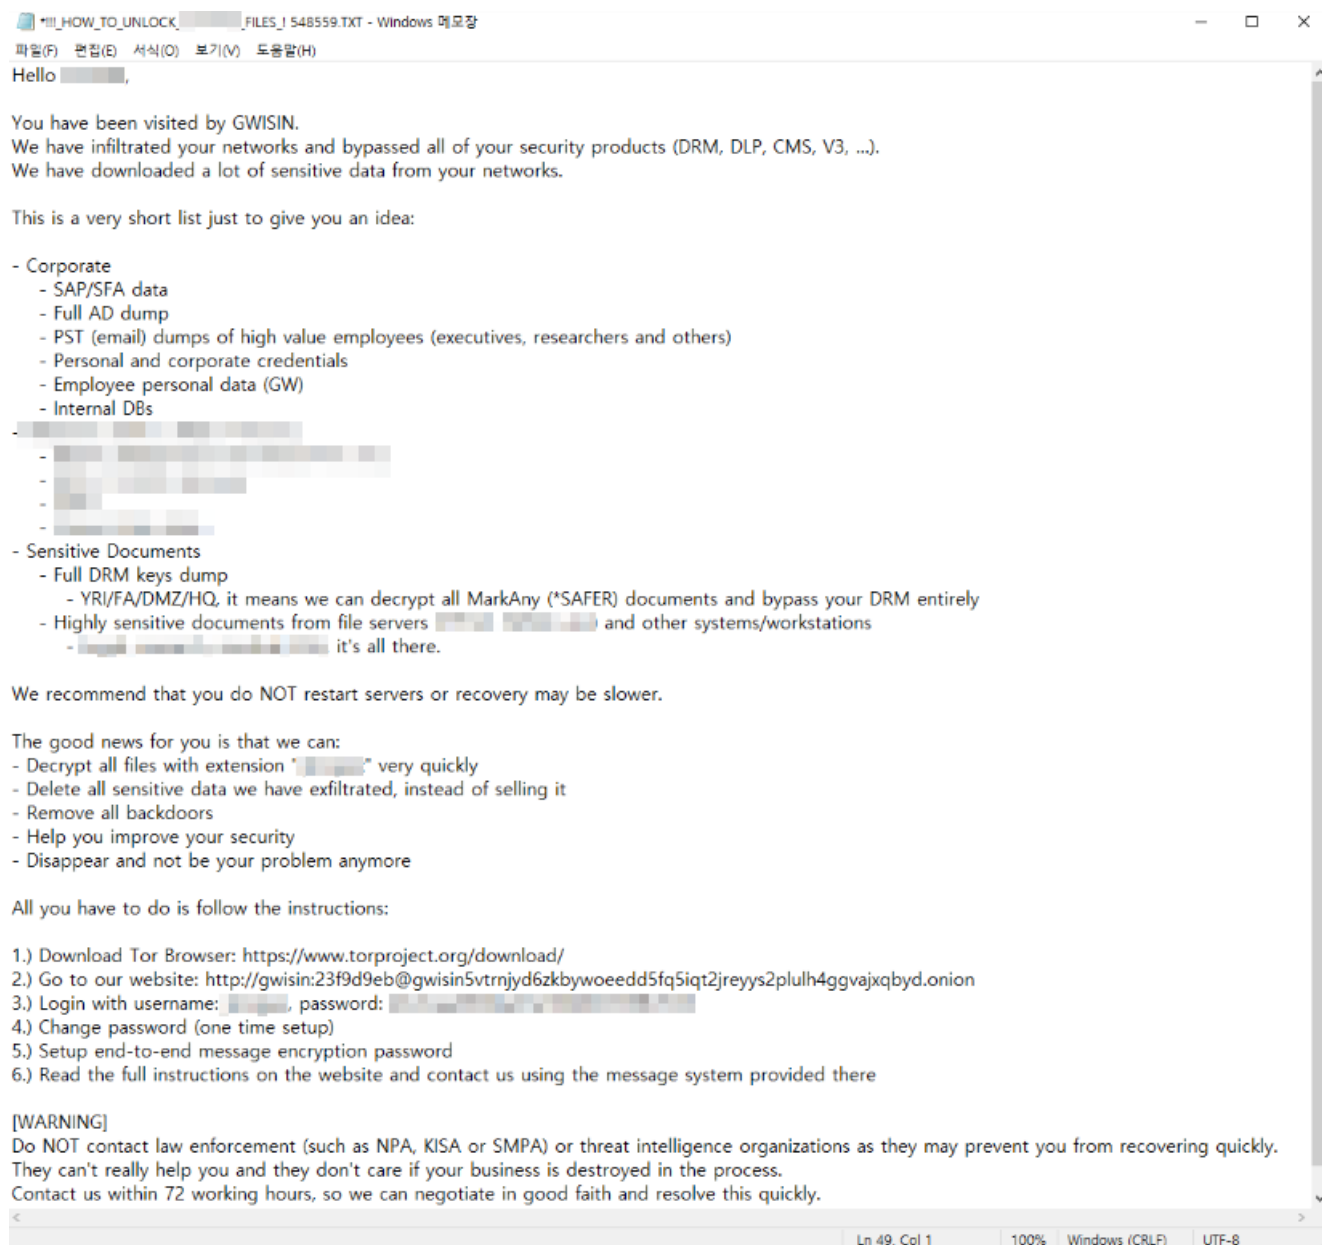 *!!!_HOW_TO_UNLOCK_ _FILES_! 548559.TXT - Windows 메모장
파일(F) 편집(E) 서식(O) 보기(V) 도움말(H)
Hello ,
You have been visited by GWISIN.
We have infiltrated your networks and bypassed all of your security products (DRM, DLP, CMS, V3, ...).
We have downloaded a lot of sensitive data from your networks.
This is a very short list just to give you an idea:
- Corporate
- SAP/SFA data
- Full AD dump
- PST (email) dumps of high value employees (executives, researchers and others)
- Personal and corporate credentials
- Employee personal data (GW)
- Internal DBs
-
-
-
-
-
- Sensitive Documents
- Full DRM keys dump
- YRI/FA/DMZ/HQ, it means we can decrypt all MarkAny (*SAFER) documents and bypass your DRM entirely
- Highly sensitive documents from file servers ) and other systems/workstations
- it's all there.
We recommend that you do NOT restart servers or recovery may be slower.
The good news for you is that we can:
- Decrypt all files with extension " " very quickly
- Delete all sensitive data we have exfiltrated, instead of selling it
- Remove all backdoors
- Help you improve your security
- Disappear and not be your problem anymore
All you have to do is follow the instructions:
1.) Download Tor Browser: https://www.torproject.org/download/
2.) Go to our website: http://gwisin:23f9d9eb@gwisin5vtrnjyd6zkbywoeedd5fq5iqt2jreyys2plulh4ggvajxqbyd.onion
3.) Login with username: , password:
4.) Change password (one time setup)
5.) Setup end-to-end message encryption password
6.) Read the full instructions on the website and contact us using the message system provided there
[WARNING]
Do NOT contact law enforcement (such as NPA, KISA or SMPA) or threat intelligence organizations as they may prevent you from recovering quickly.
They can't really help you and they don't care if your business is destroyed in the process.
Contact us within 72 working hours, so we can negotiate in good faith and resolve this quickly.
Ln 49, Col 1 100% Windows (CRLF) UTF-8